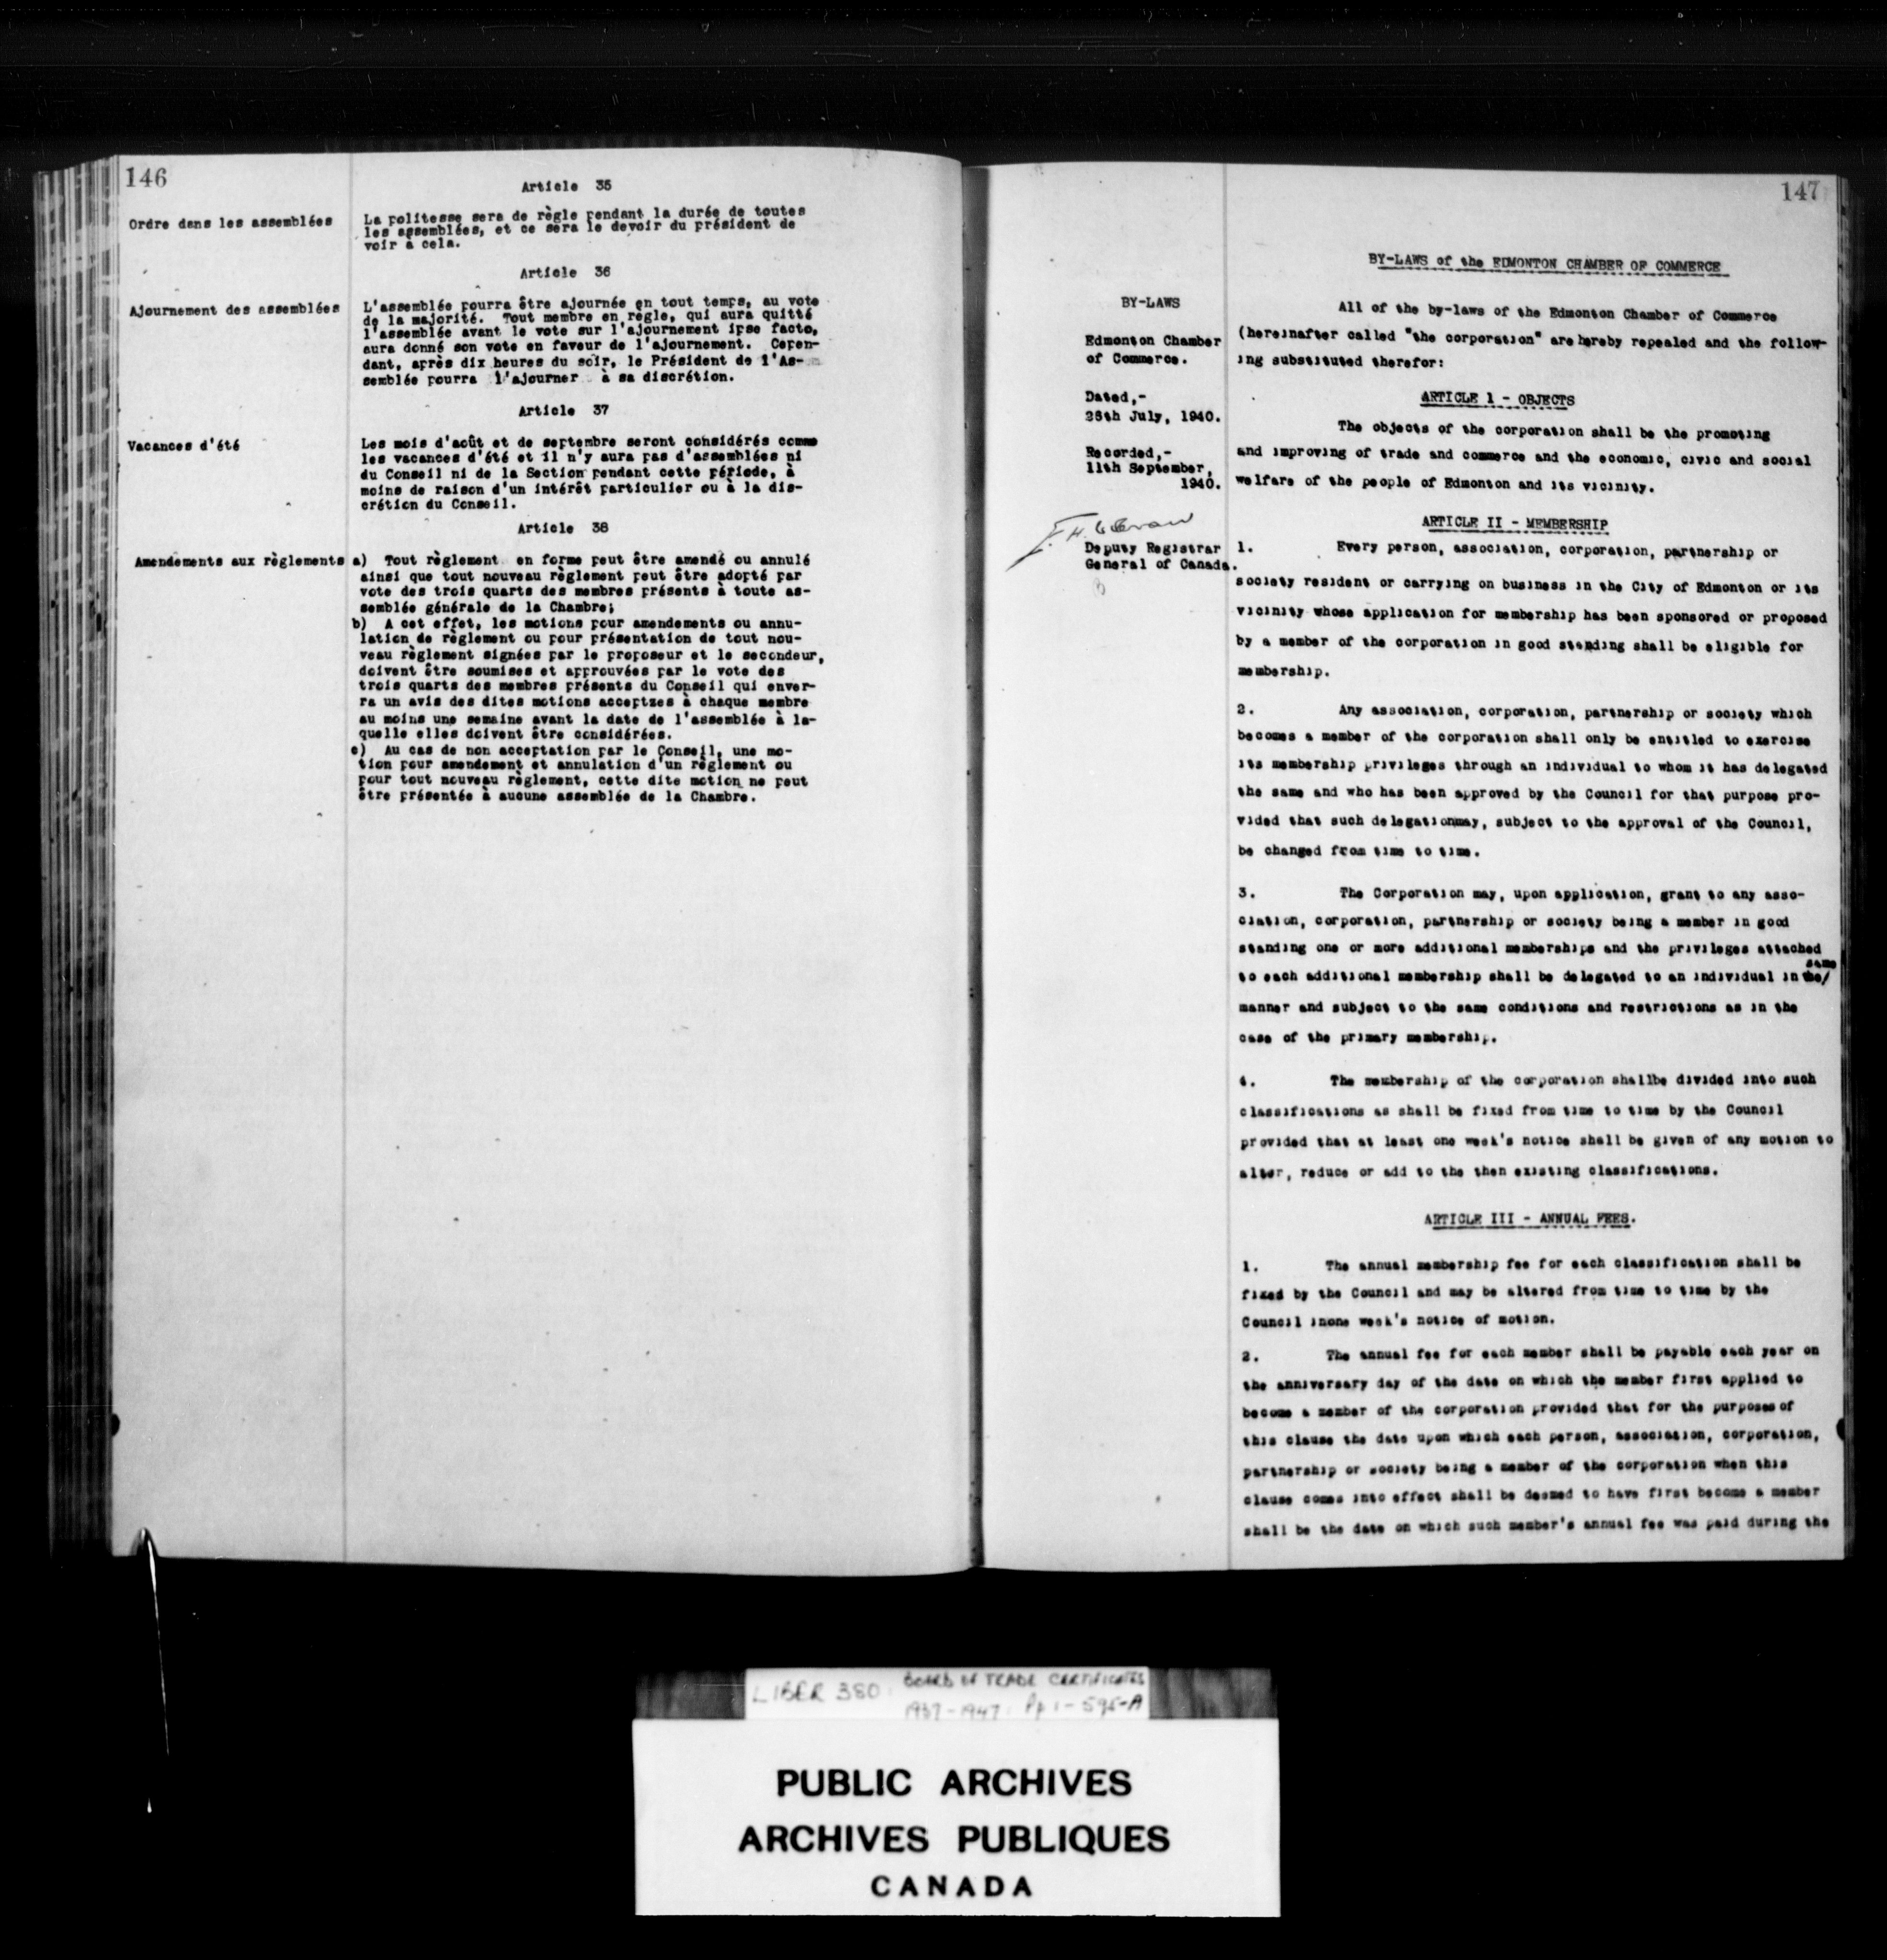 146
Article 35
Ordre dans les assemblées
La politesse sera de règle pendant la durée de toutes
les assemblées, et ce sera le devoir du président de
voir à cela.
Article 36
Ajournement des assemblées
L'assemblée pourra être ajournée en tout temps, au vote
de la majorité. Tout membre en règle, qui aura quitté
l'assemblée avant le vote sur l'ajournement ipse facto,
aura donné son vote en faveur de l'ajournement. Cepen-
dant, après dix heures du soir, le Président de l'As-
semblée pourra l'ajourner à sa discrétion.
Article 37
Vacances d'été
Les mois d'août et de septembre seront considérés comme
les vacances d'été et il n'y aura pas d'assemblées ni
du Conseil ni de la Section pendant cette période, à
moins de raison d'un intérêt particulier ou à la dis-
crétion du Conseil.
Article 38
Amendements aux règlements
a) Tout règlement en forme peut être amendé ou annulé
ainsi que tout nouveau règlement peut être adopté par
vote des trois quarts des membres présents à toute as-
semblée générale de la Chambre;
b) A cet effet, les motions pour amendements ou annu-
lation de règlement ou pour présentation de tout nou-
veau règlement signées par le proposeur et le secondeur,
doivent être soumises et approuvées par le vote des
trois quarts des membres présents du Conseil qui enver-
ra un avis des dites motions acceptzes à chaque membre
au moins une semaine avant la date de l'assemblée à la-
quelle elles doivent être considérées.
c) Au cas de non acceptation par le Conseil, une mo-
tion pour amendement et annulation d'un règlement ou
pour tout nouveau règlement, cette dite motion ne peut
être présentée à aucune assemblée de la Chambre.
147
BY-LAWS
Edmonton Chamber
of Commerce.
Dated,-
26th July, 1940.
Recorded,-
11th September,
1940.
Deputy Registrar
General of Canada.
BY-LAWS of the EDMONTON CHAMBER OF COMMERCE
All of the by-laws of the Edmonton Chamber of Commerce
(hereinafter called "the corporation" are hereby repealed and the follow-
ing substituted therefor:
ARTICLE 1 - OBJECTS
The objects of the corporation shall be the promoting
and improving of trade and commerce and the economic, civic and social
welfare of the people of Edmonton and its vicinity.
ARTICLE II - MEMBERSHIP
1. Every person, association, corporation, partnership or
society resident or carrying on business in the City of Edmonton or its
vicinity whose application for membership has been sponsored or proposed
by a member of the corporation in good standing shall be eligible for
membership.
2. Any association, corporation, partnership or society which
becomes a member of the corporation shall only be entitled to exercise
its membership privileges through an individual to whom it has delegated
the same and who has been approved by the Council for that purpose pro-
vided that such delegationmay, subject to the approval of the Council,
be changed from time to time.
3. The Corporation may, upon application, grant to any asso-
ciation, corporation, partnership or society being a member in good
standing one or more additional memberships and the privileges attached
same
to each additional membership shall be delegated to an individual in the/
manner and subject to the same conditions and restrictions as in the
case of the primary membership.
4. The membership of the corporation shallbe divided into such
classifications as shall be fixed from time to time by the Council
provided that at least one week's notice shall be given of any motion to
alter, reduce or add to the then existing classifications.
ARTICLE III - ANNUAL FEES.
1. The annual membership fee for each classification shall be
fixed by the Council and may be altered from time to time by the
Council inone week's notice of motion.
2. The annual fee for each member shall be payable each year on
the anniversary day of the date on which the member first applied to
become a member of the corporation provided that for the purposes of
this clause the date upon which each person, association, corporation,
partnership or society being a member of the corporation when this
clause comes into effect shall be deemed to have first become a member
shall be the date on which such member's annual fee was paid during the
LIBER 380 BOARD OF TRADE CERTIFICATES
1937-1947. Pp 1-595-A
PUBLIC ARCHIVES
ARCHIVES PUBLIQUES
CANADA